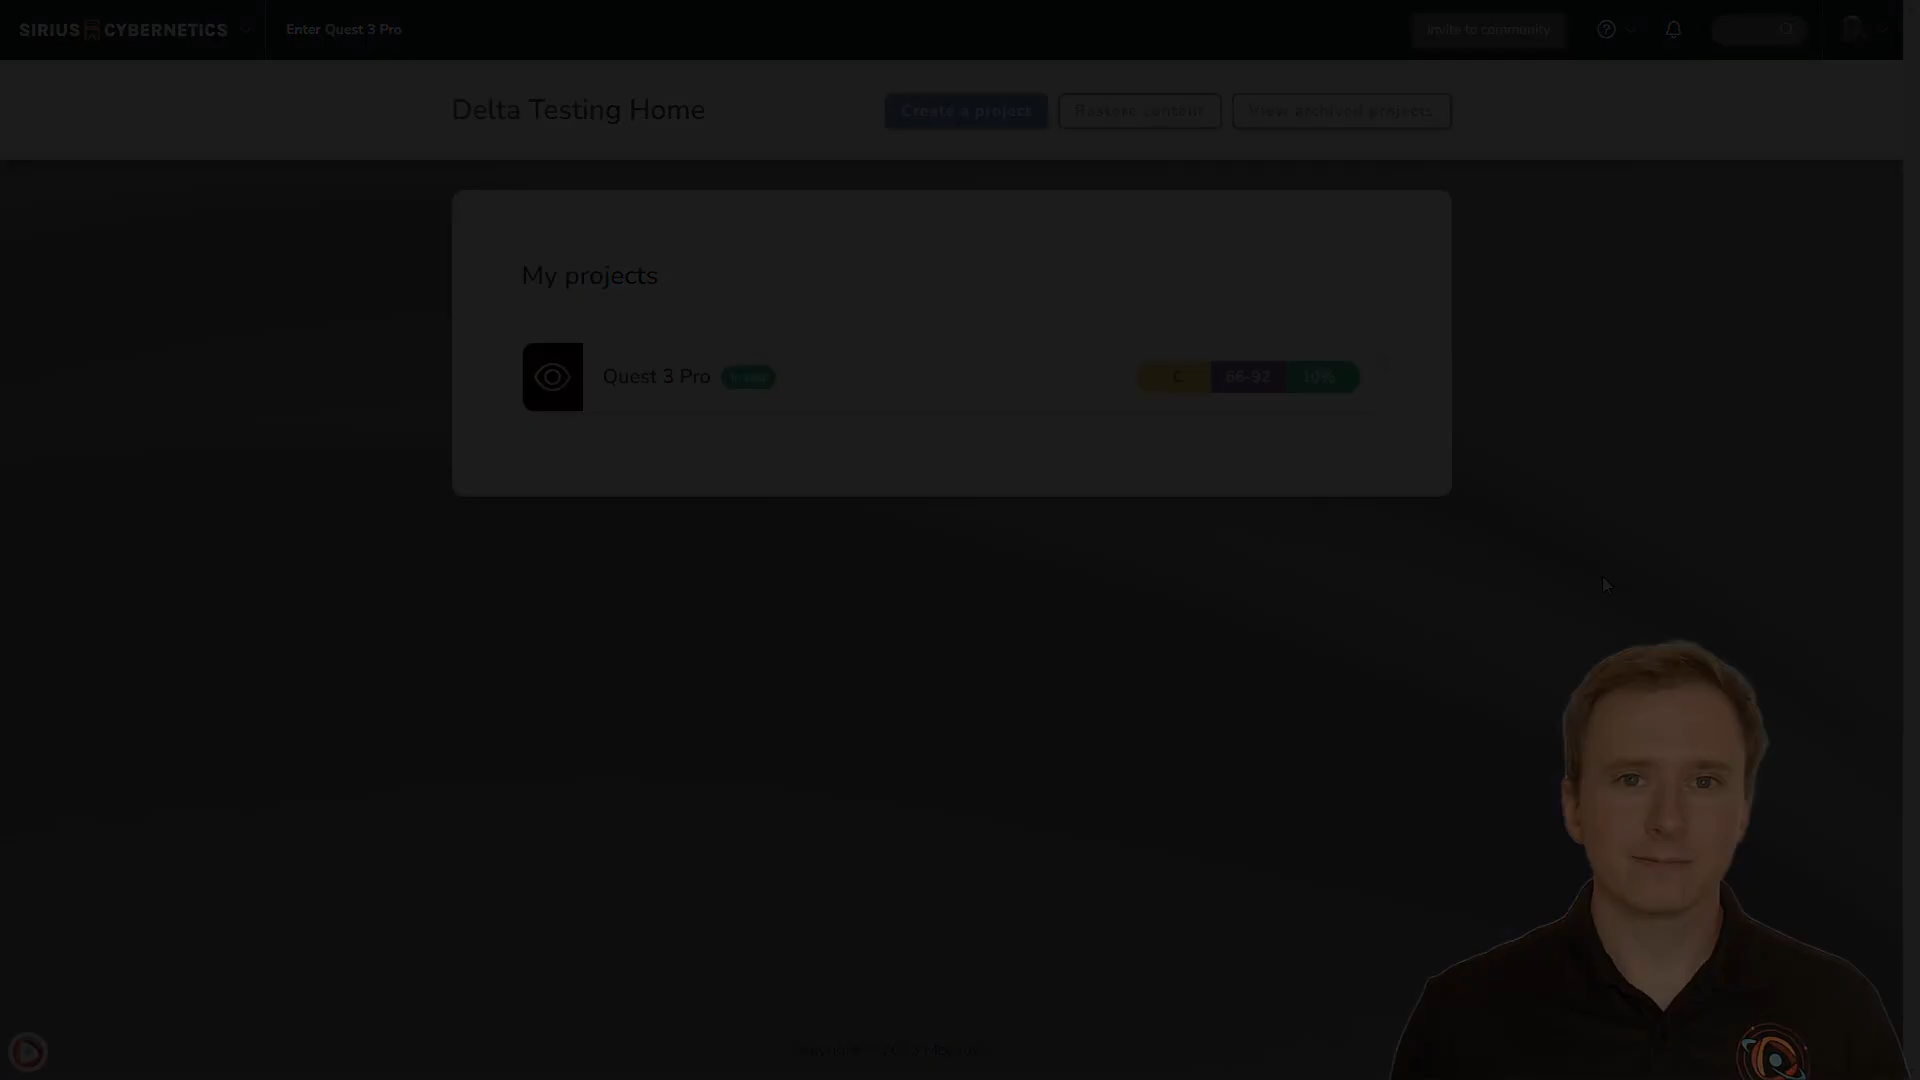 SIRIUS CYBERNETICS
Enter Quest 3 Pro
Invite to community
Delta Testing Home
Create a project
Restore content
View archived projects
My projects
Quest 3 Pro
C
66-92
10%